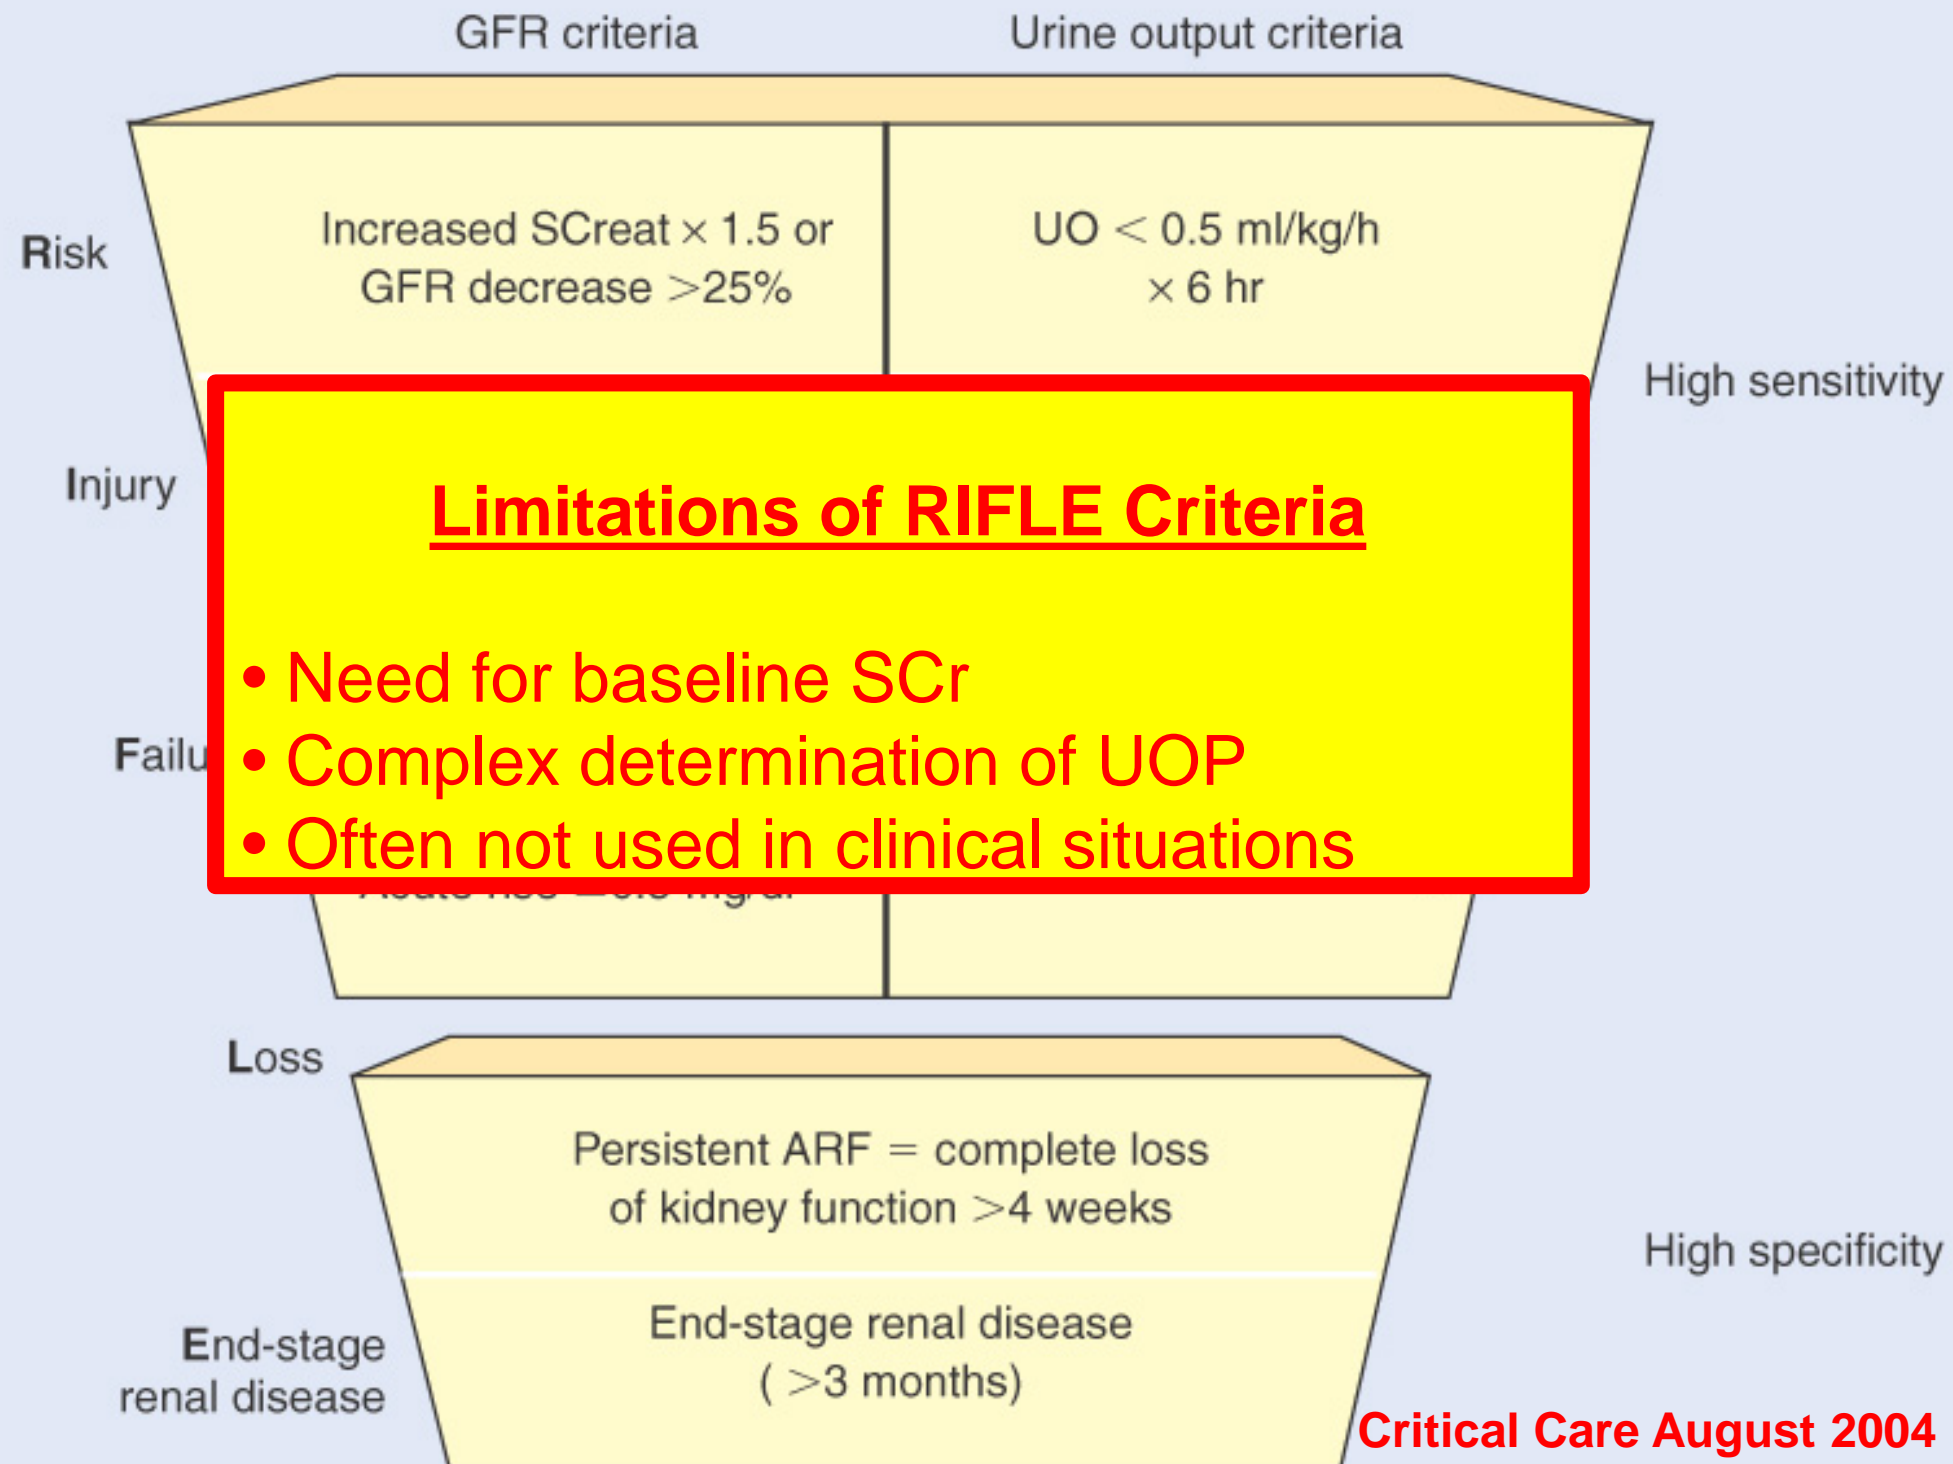 GFR criteria
Urine output criteria
Risk
Increased SCreat × 1.5 or
GFR decrease >25%
UO < 0.5 ml/kg/h
× 6 hr
High sensitivity
Injury
Limitations of RIFLE Criteria
• Need for baseline SCr
• Complex determination of UOP
• Often not used in clinical situations
Failu
Loss
Persistent ARF = complete loss
of kidney function >4 weeks
High specificity
End-stage
renal disease
End-stage renal disease
( >3 months)
Critical Care August 2004